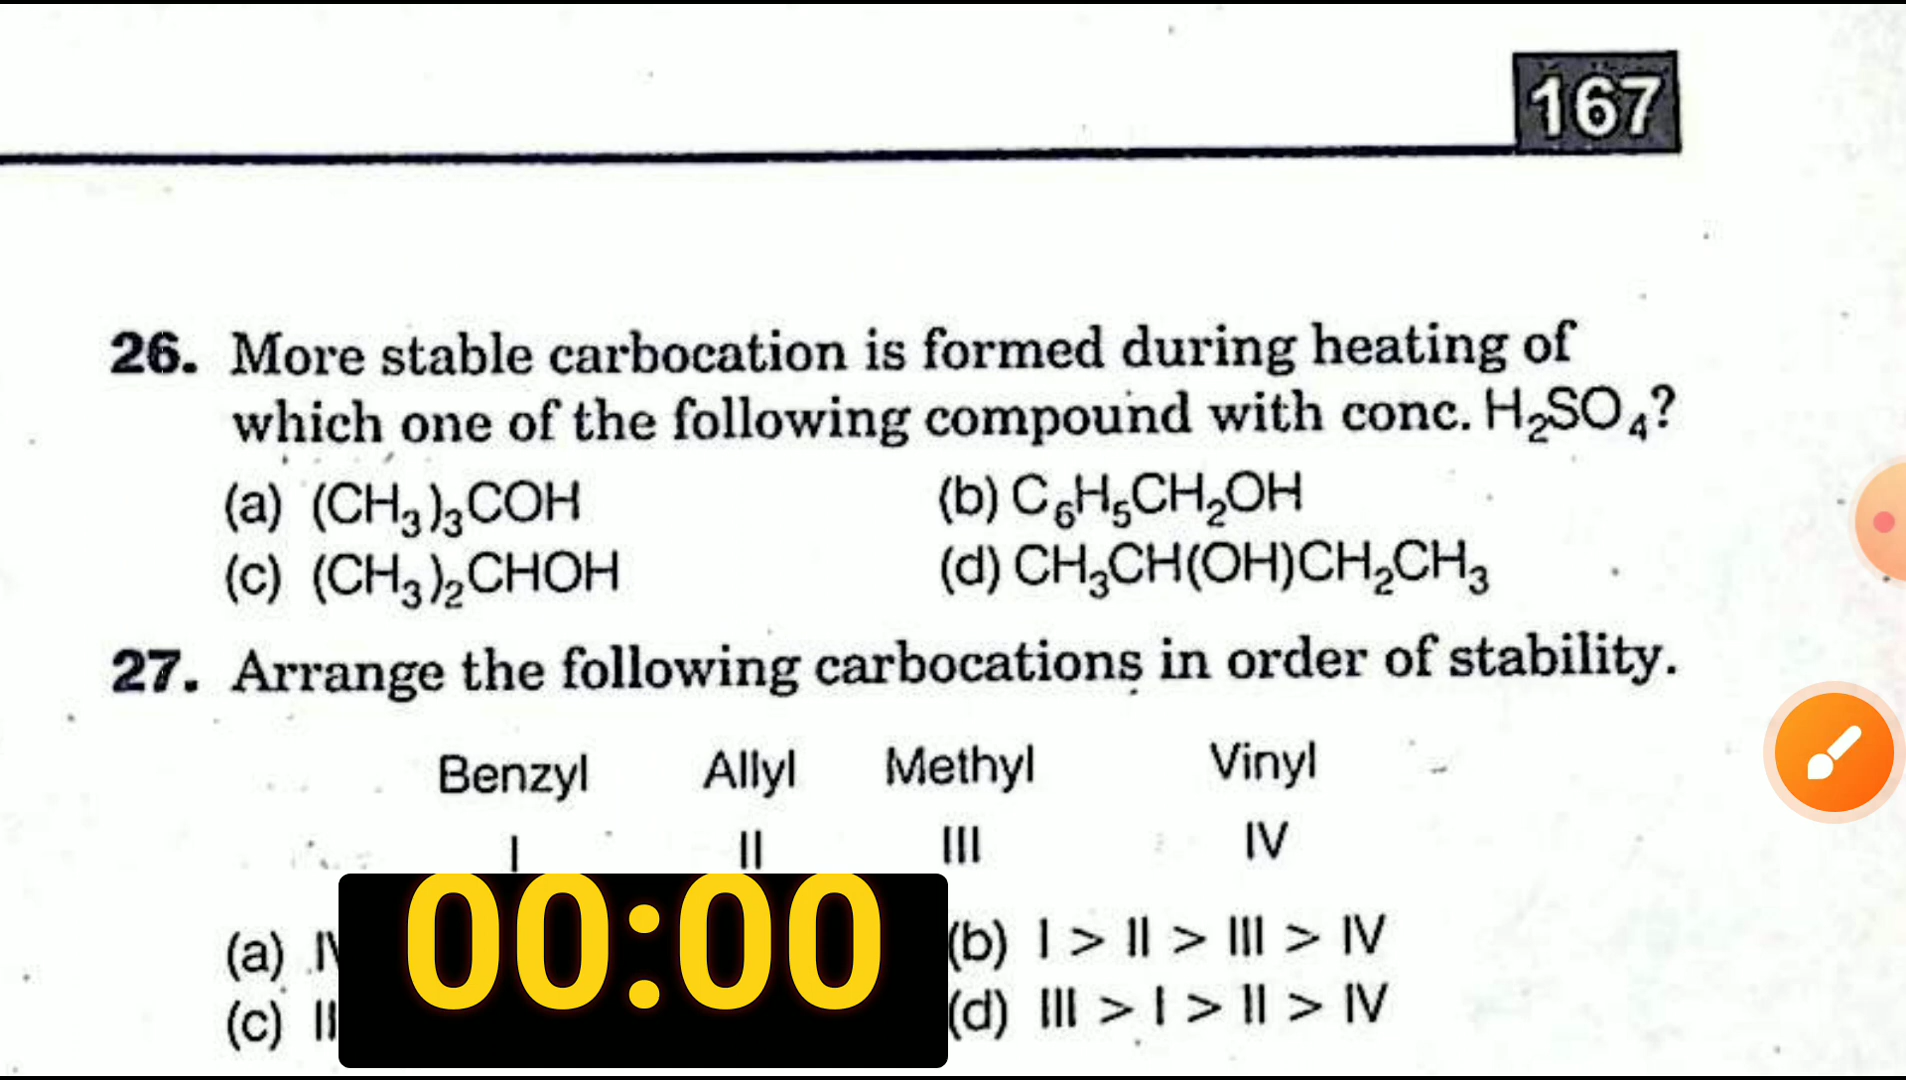 167
26. More stable carbocation is formed during heating of
which one of the following compound with conc. H₂SO₄?
(a) (CH₃)₃COH (b) C₆H₅CH₂OH
(c) (CH₃)₂CHOH (d) CH₃CH(OH)CH₂CH₃
27. Arrange the following carbocations in order of stability.
Benzyl Allyl Methyl Vinyl
I II III IV
(a) (b) I > II > III > IV
(c) (d) III > I > II > IV
00:00